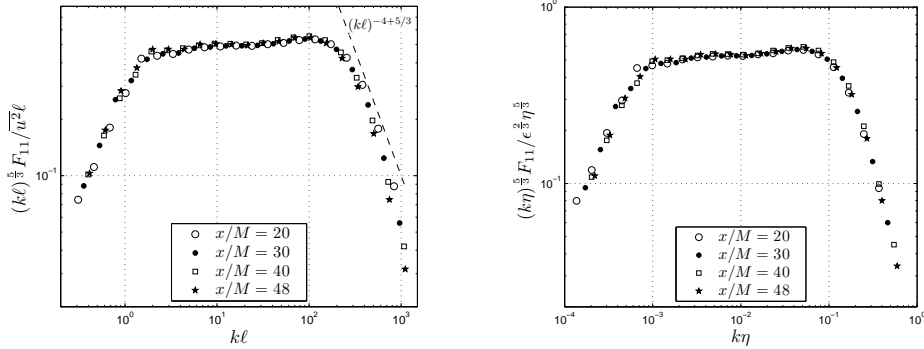 (kℓ)^{5/3} F_{11}/\overline{u^2}ℓ
10^{-1}
(kℓ)^{-4+5/3}
x/M = 20
x/M = 30
x/M = 40
x/M = 48
10^0 10^1 10^2 10^3
kℓ
(kη)^{5/3} F_{11}/ϵ^{2/3} η^{5/3}
10^0
10^{-1}
x/M = 20
x/M = 30
x/M = 40
x/M = 48
10^{-4} 10^{-3} 10^{-2} 10^{-1} 10^0
kη